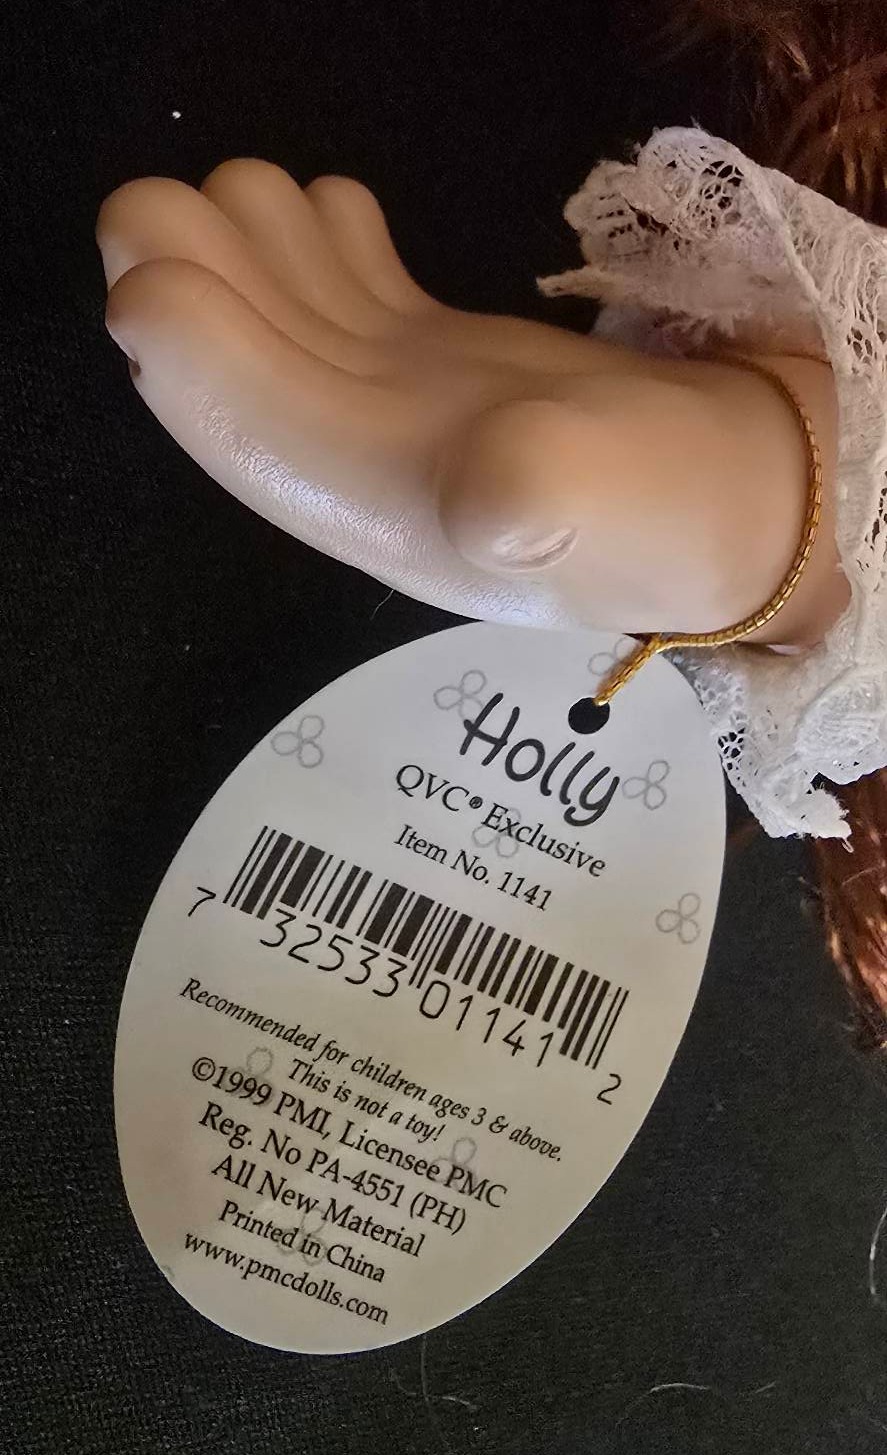 Holly
QVC® Exclusive
Item No. 1141
7 32533 01141 2
Recommended for children ages 3 & above.
This is not a toy!
©1999 PMI, Licensee PMC
Reg. No PA-4551 (PH)
All New Material
Printed in China
www.pmcdolls.com